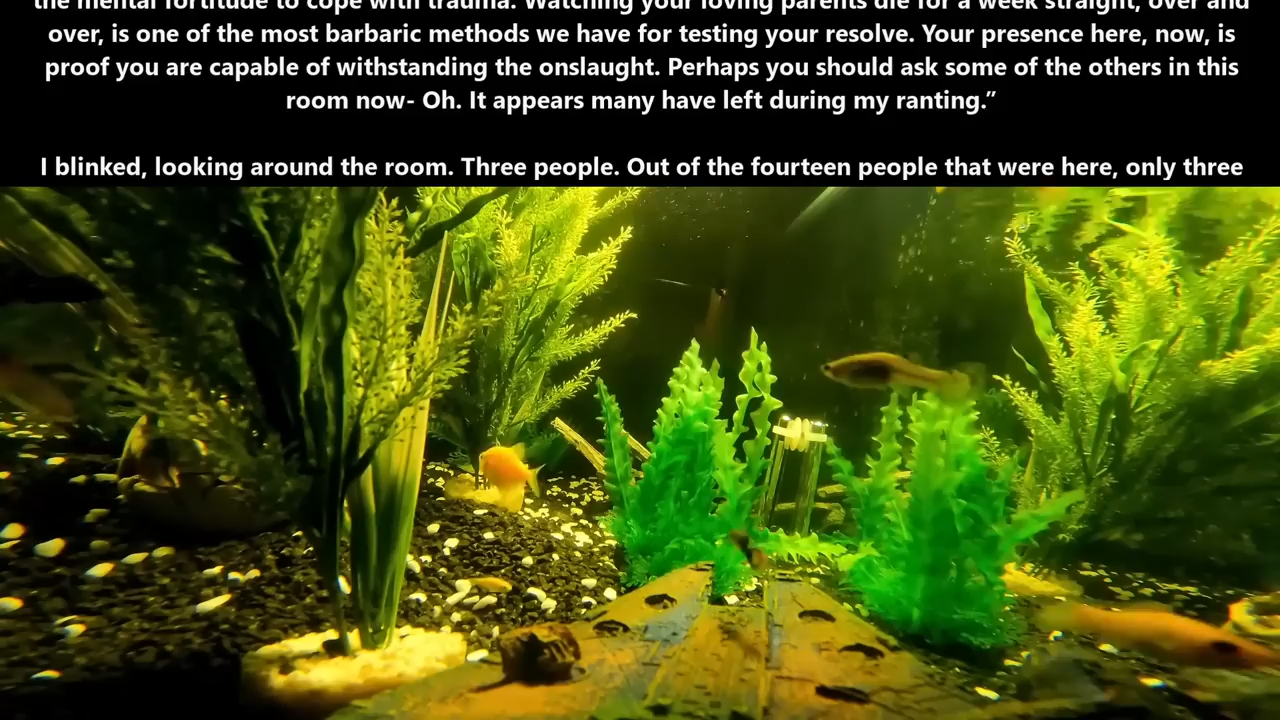 the mental fortitude to cope with trauma. Watching your loving parents die for a week straight, over and
over, is one of the most barbaric methods we have for testing your resolve. Your presence here, now, is
proof you are capable of withstanding the onslaught. Perhaps you should ask some of the others in this
room now- Oh. It appears many have left during my ranting.”
I blinked, looking around the room. Three people. Out of the fourteen people that were here, only three